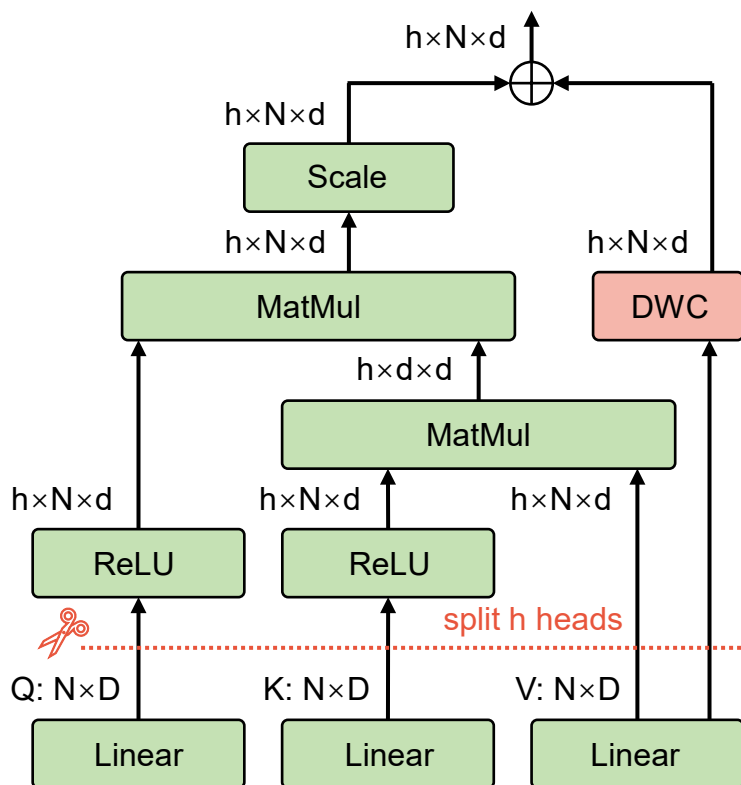 h×N×d
h×N×d
Scale
h×N×d
h×N×d
MatMul
DWC
h×d×d
MatMul
h×N×d
h×N×d
h×N×d
ReLU
ReLU
split h heads
Q: N×D
K: N×D
V: N×D
Linear
Linear
Linear